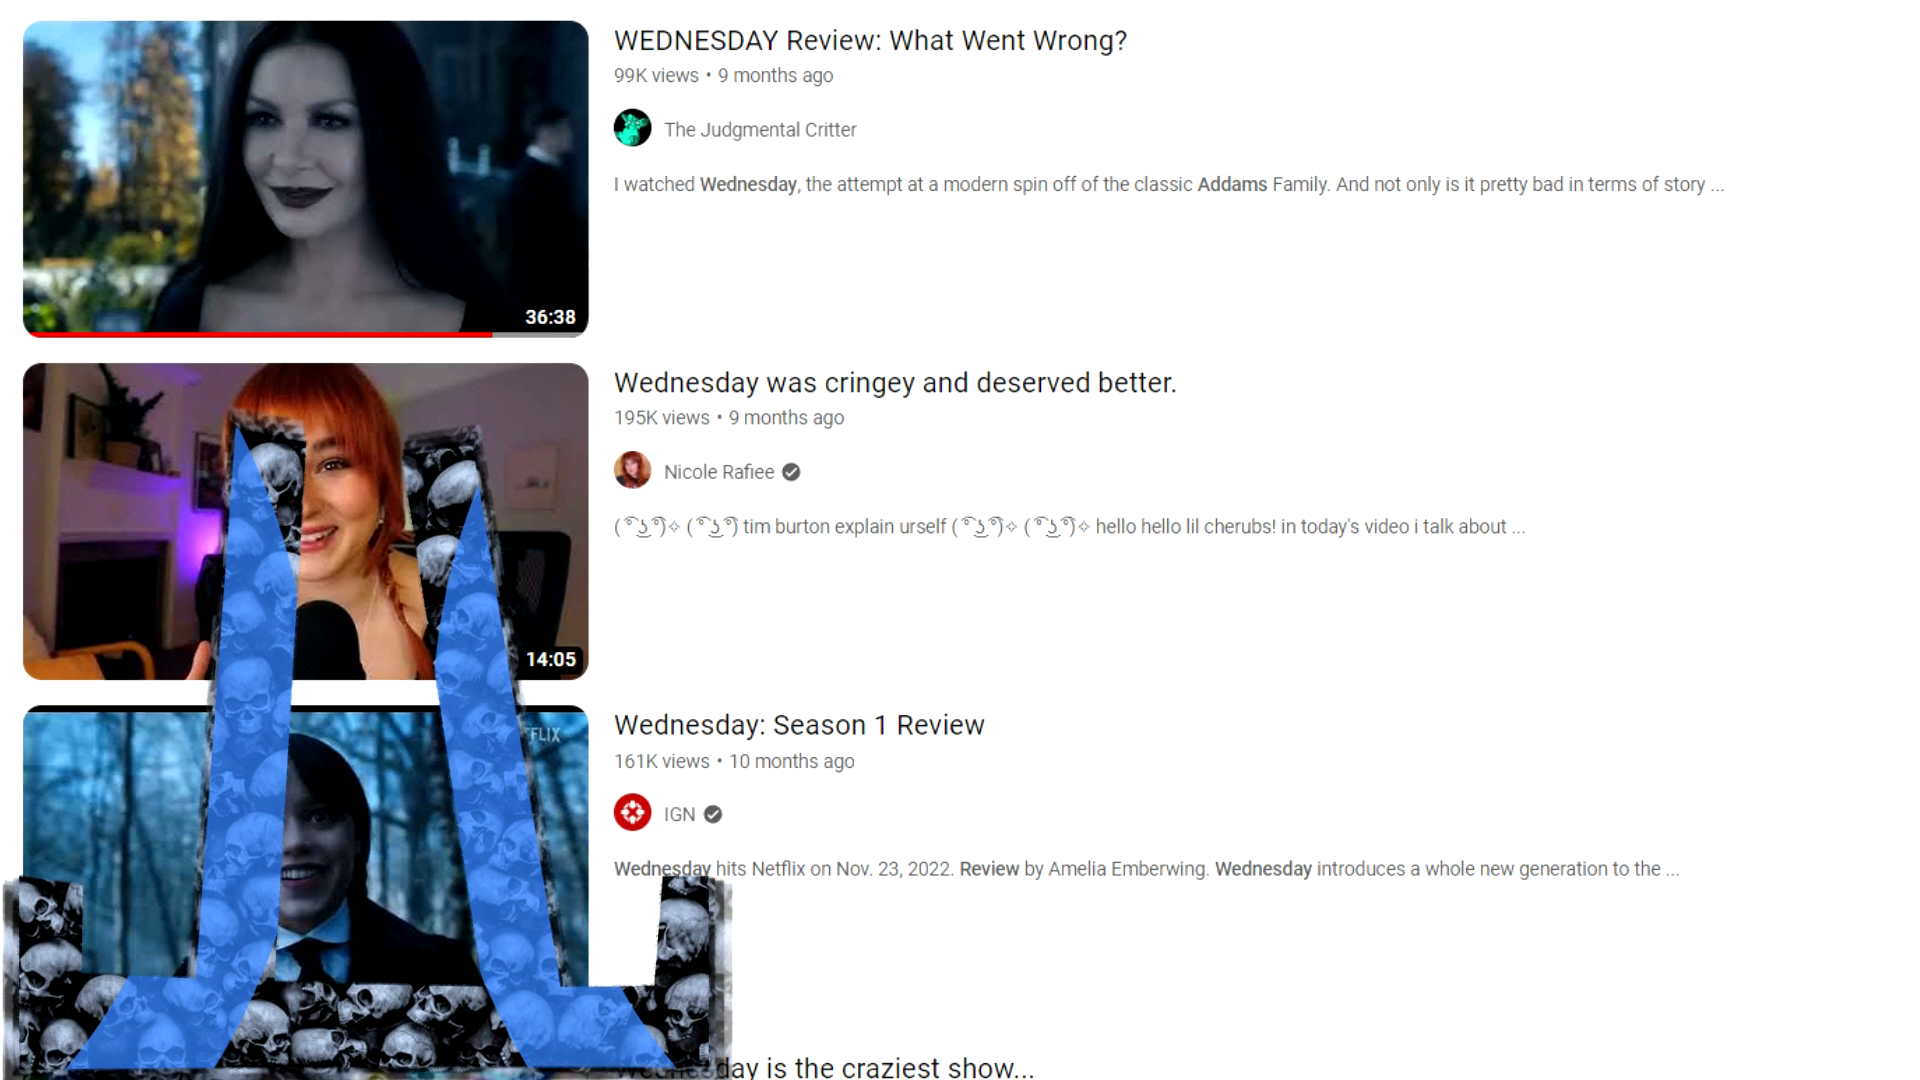 WEDNESDAY Review: What Went Wrong?
99K views • 9 months ago
The Judgmental Critter
I watched Wednesday, the attempt at a modern spin off of the classic Addams Family. And not only is it pretty bad in terms of story ...
36:38
Wednesday was cringey and deserved better.
195K views • 9 months ago
Nicole Rafiee
( ͡° ͜ʖ ͡°)✧ ( ͡° ͜ʖ ͡°) tim burton explain urself ( ͡° ͜ʖ ͡°)✧ ( ͡° ͜ʖ ͡°)✧ hello hello lil cherubs! in today's video i talk about ...
14:05
FLIX
Wednesday: Season 1 Review
161K views • 10 months ago
IGN
Wednesday hits Netflix on Nov. 23, 2022. Review by Amelia Emberwing. Wednesday introduces a whole new generation to the ...
day is the craziest show...